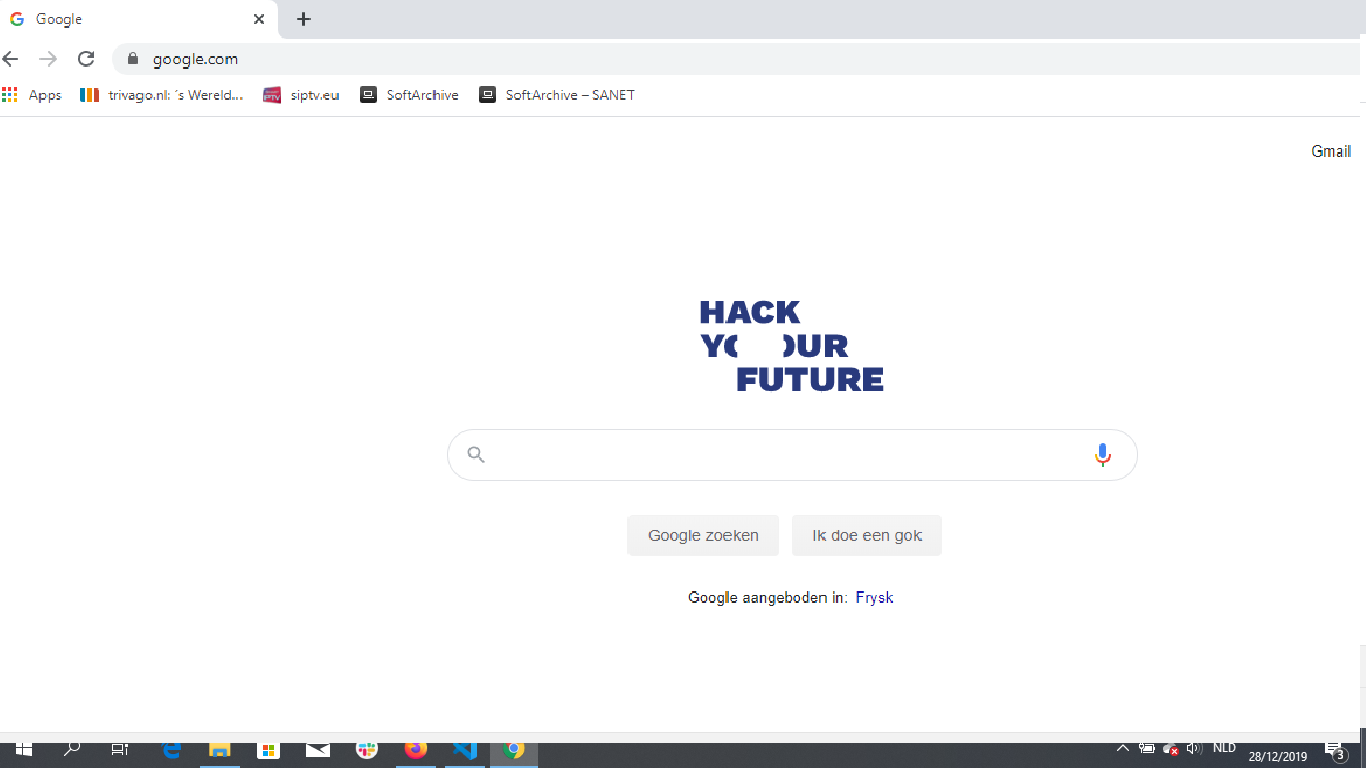 Google
google.com
Apps trivago.nl: ´s Wereld... siptv.eu SoftArchive SoftArchive – SANET
Gmail
HACK
YOUR
FUTURE
Google zoeken Ik doe een gok
Google aangeboden in: Frysk
NLD
28/12/2019
3